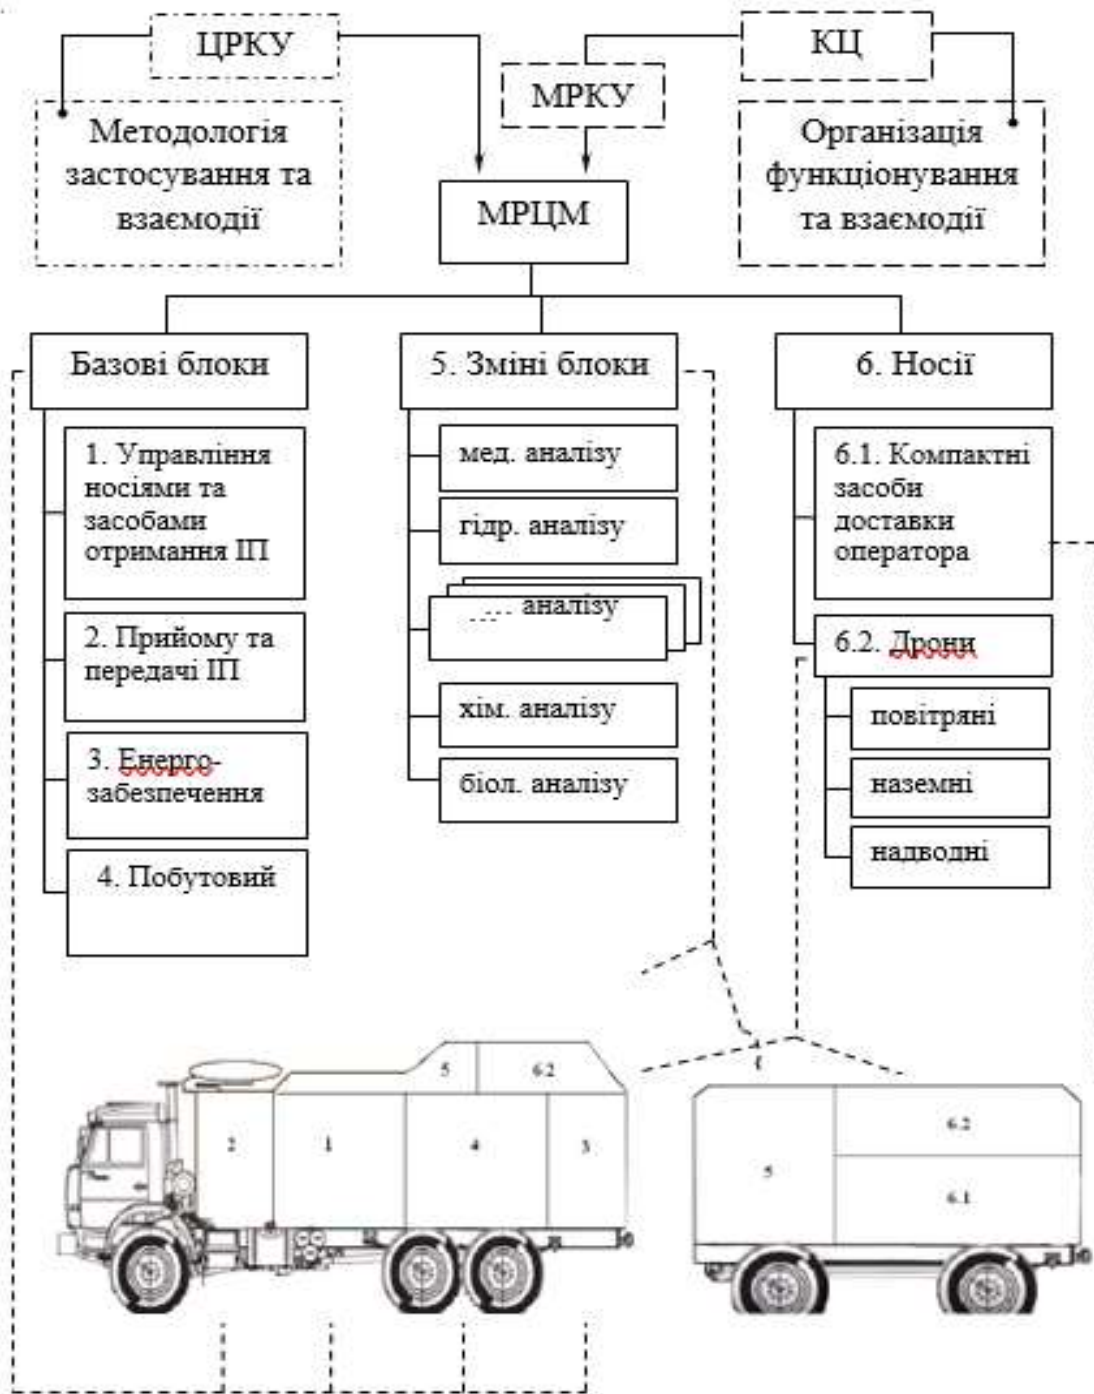 ЦРКУ
КЦ
МРКУ
Методологія
застосування та
взаємодії
Організація
функціонування
та взаємодії
МРЦМ
Базові блоки
1. Управління
носіями та
засобами
отримання ІП
2. Прийому та
передачі ІП
3. Енерго-
забезпечення
4. Побутовий
5. Зміні блоки
мед. аналізу
гідр. аналізу
... аналізу
хім. аналізу
біол. аналізу
6. Носії
6.1. Компактні
засоби
доставки
оператора
6.2. Дрони
повітряні
наземні
надводні
5
6.2
2
1
4
3
5
6.2
6.1